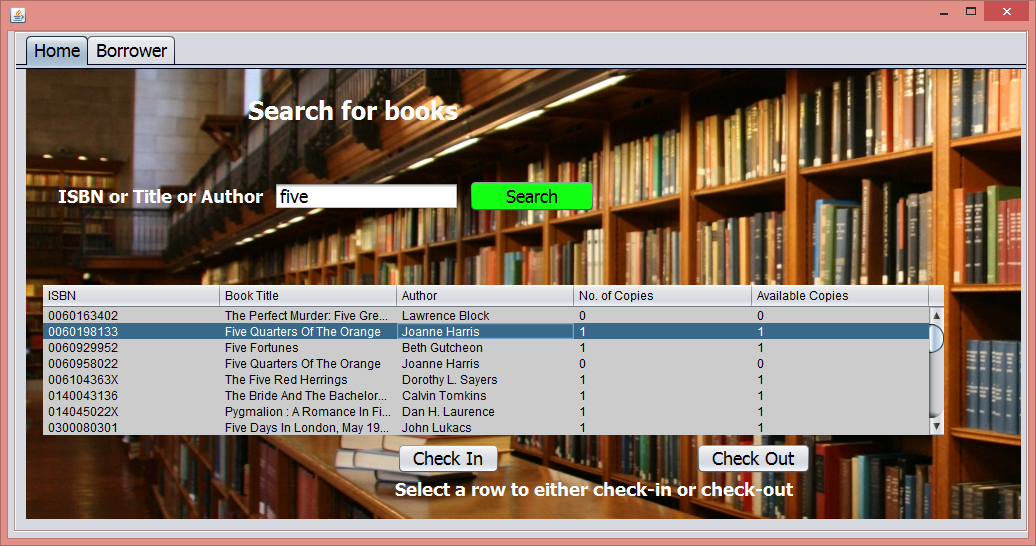 Home Borrower
Search for books
ISBN or Title or Author five Search
ISBN Book Title Author No. of Copies Available Copies
0060163402 The Perfect Murder: Five Gre... Lawrence Block 0 0
0060198133 Five Quarters Of The Orange Joanne Harris 1 1
0060929952 Five Fortunes Beth Gutcheon 1 1
0060958022 Five Quarters Of The Orange Joanne Harris 0 0
006104363X The Five Red Herrings Dorothy L. Sayers 1 1
0140043136 The Bride And The Bachelor... Calvin Tomkins 1 1
014045022X Pygmalion : A Romance In Fi... Dan H. Laurence 1 1
0300080301 Five Days In London, May 19... John Lukacs 1 1
Check In Check Out
Select a row to either check-in or check-out